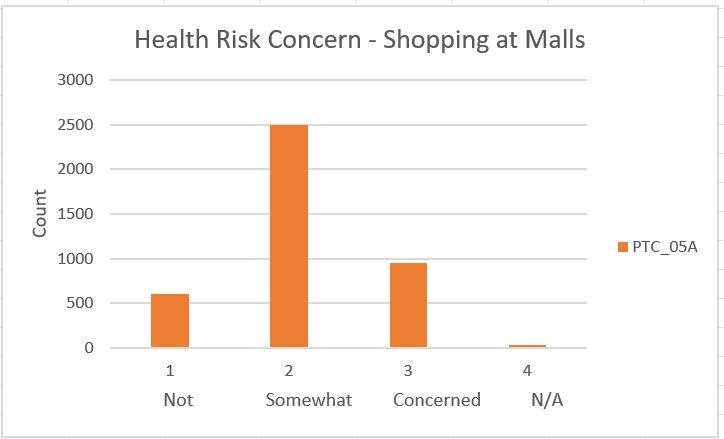 Health Risk Concern - Shopping at Malls
3000
2500
2000
1500
1000
500
0
Count
PTC_05A
1 2 3 4
Not Somewhat Concerned N/A